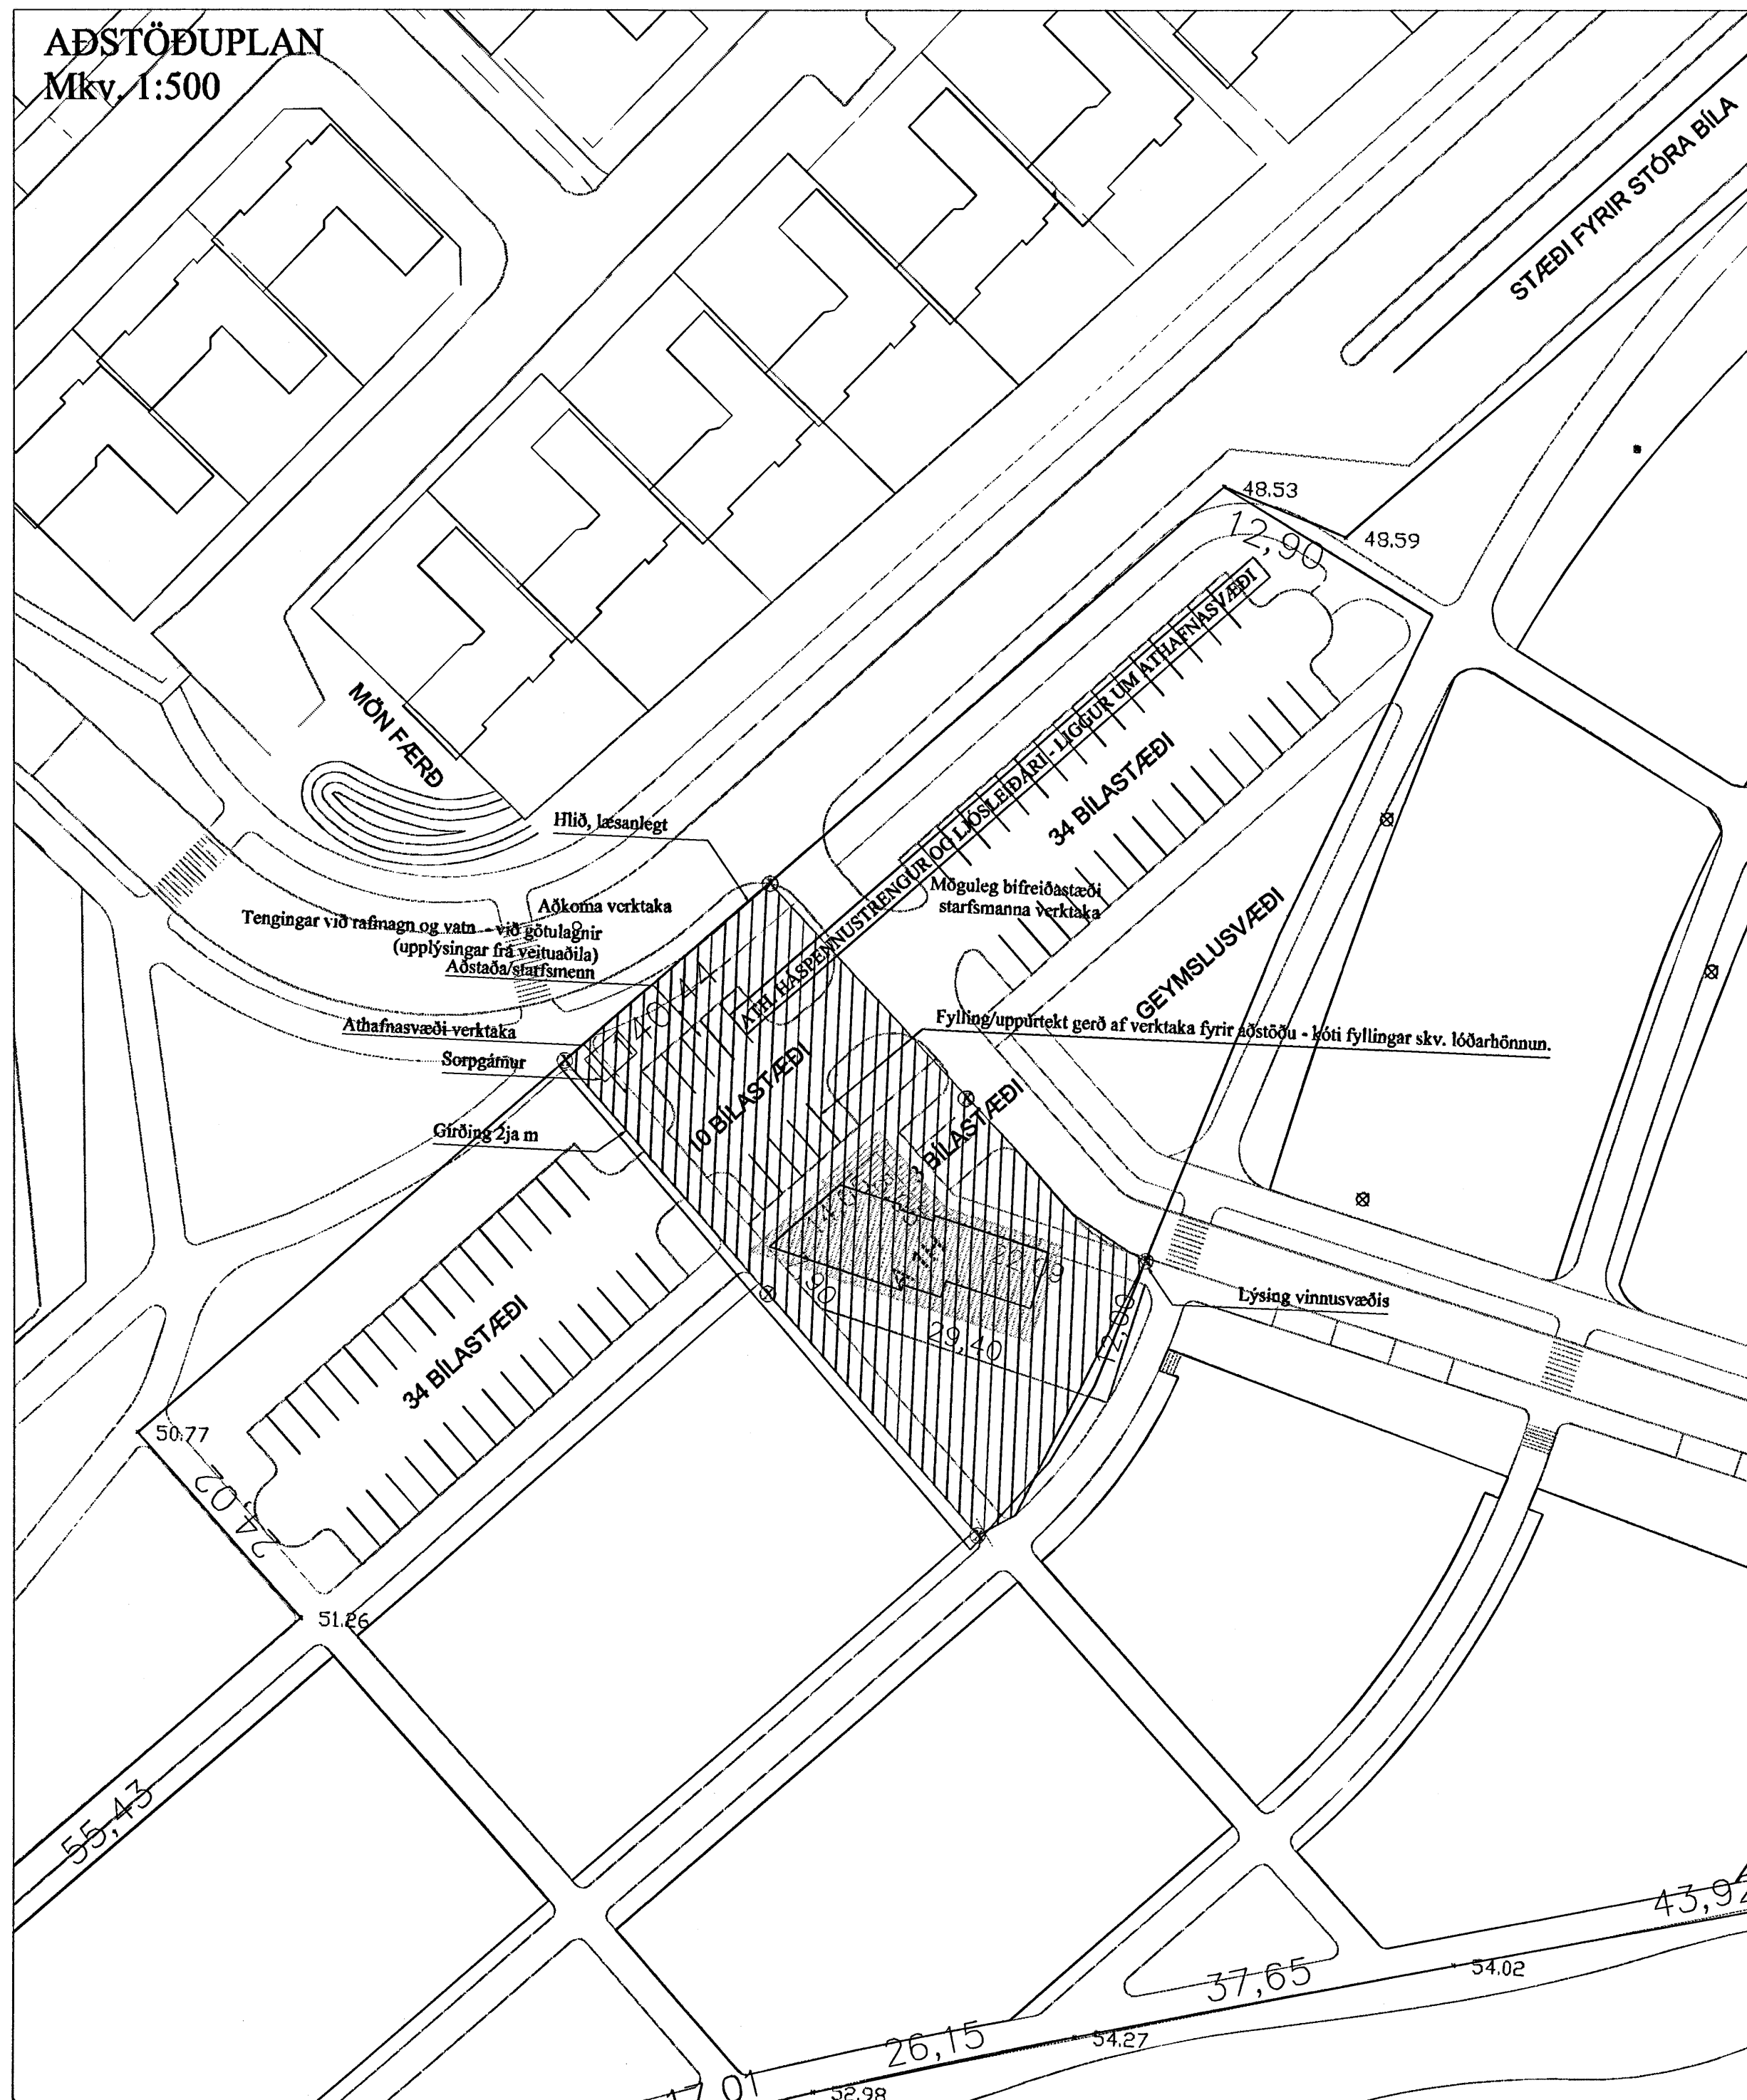 AÐSTÖÐUPLAN
Mkv. 1:500
STÆÐI FYRIR STÓRA BÍLA
48.53
48.59
12,90
MÖN FÆRÐ
ATH. HÁSPENNUSTRENGUR OG LJÓSLEIÐARI - LIGGUR UM ATHAFNASVÆÐI
34 BÍLASTÆÐI
Hlið, læsanlegt
Möguleg bifreiðastæði
starfsmanna verktaka
GEYMSLUSVÆÐI
Aðkoma verktaka
Tengingar við rafmagn og vatn - við götulagnir
(upplýsingar frá veituaðila)
Aðstaða/starfsmenn
Athafnasvæði verktaka
Sorpgámur
Fylling/uppúrtekt gerð af verktaka fyrir aðstöðu - kóti fyllingar skv. lóðarhönnun.
Girðing 2ja m
10 BÍLASTÆÐI
3 BÍLASTÆÐI
22,79
Lýsing vinnusvæðis
29,40
34 BÍLASTÆÐI
50.77
24,02
51.26
55,43
43,92
37,65
54.02
26,15
54.27
52.98